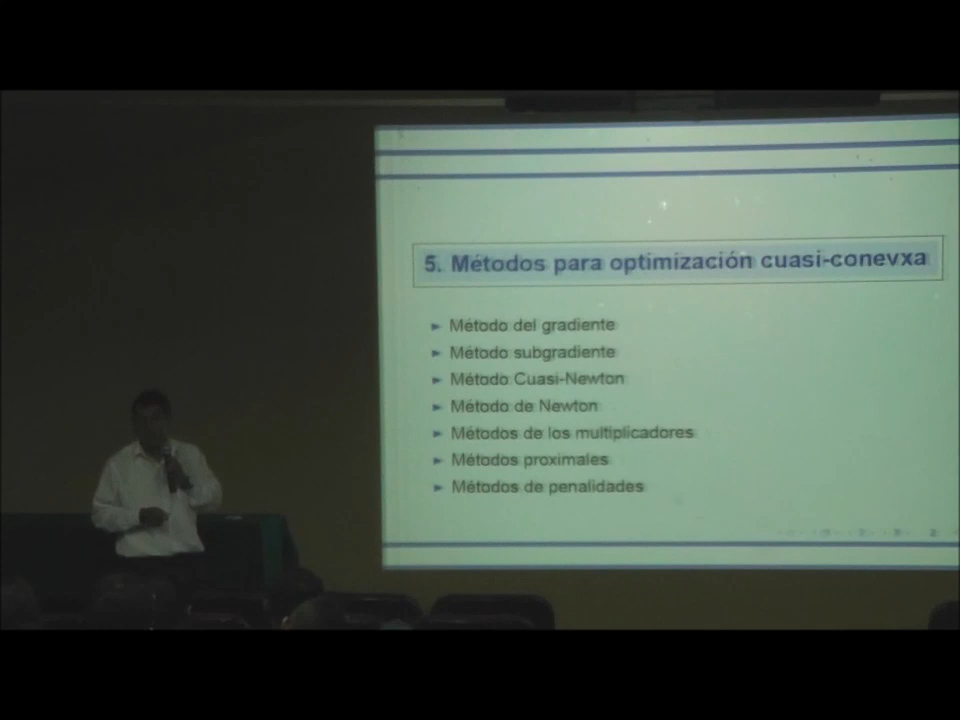 5. Métodos para optimización cuasi-conevxa
Método del gradiente
Método subgradiente
Método Cuasi-Newton
Método de Newton
Métodos de los multiplicadores
Métodos proximales
Métodos de penalidades